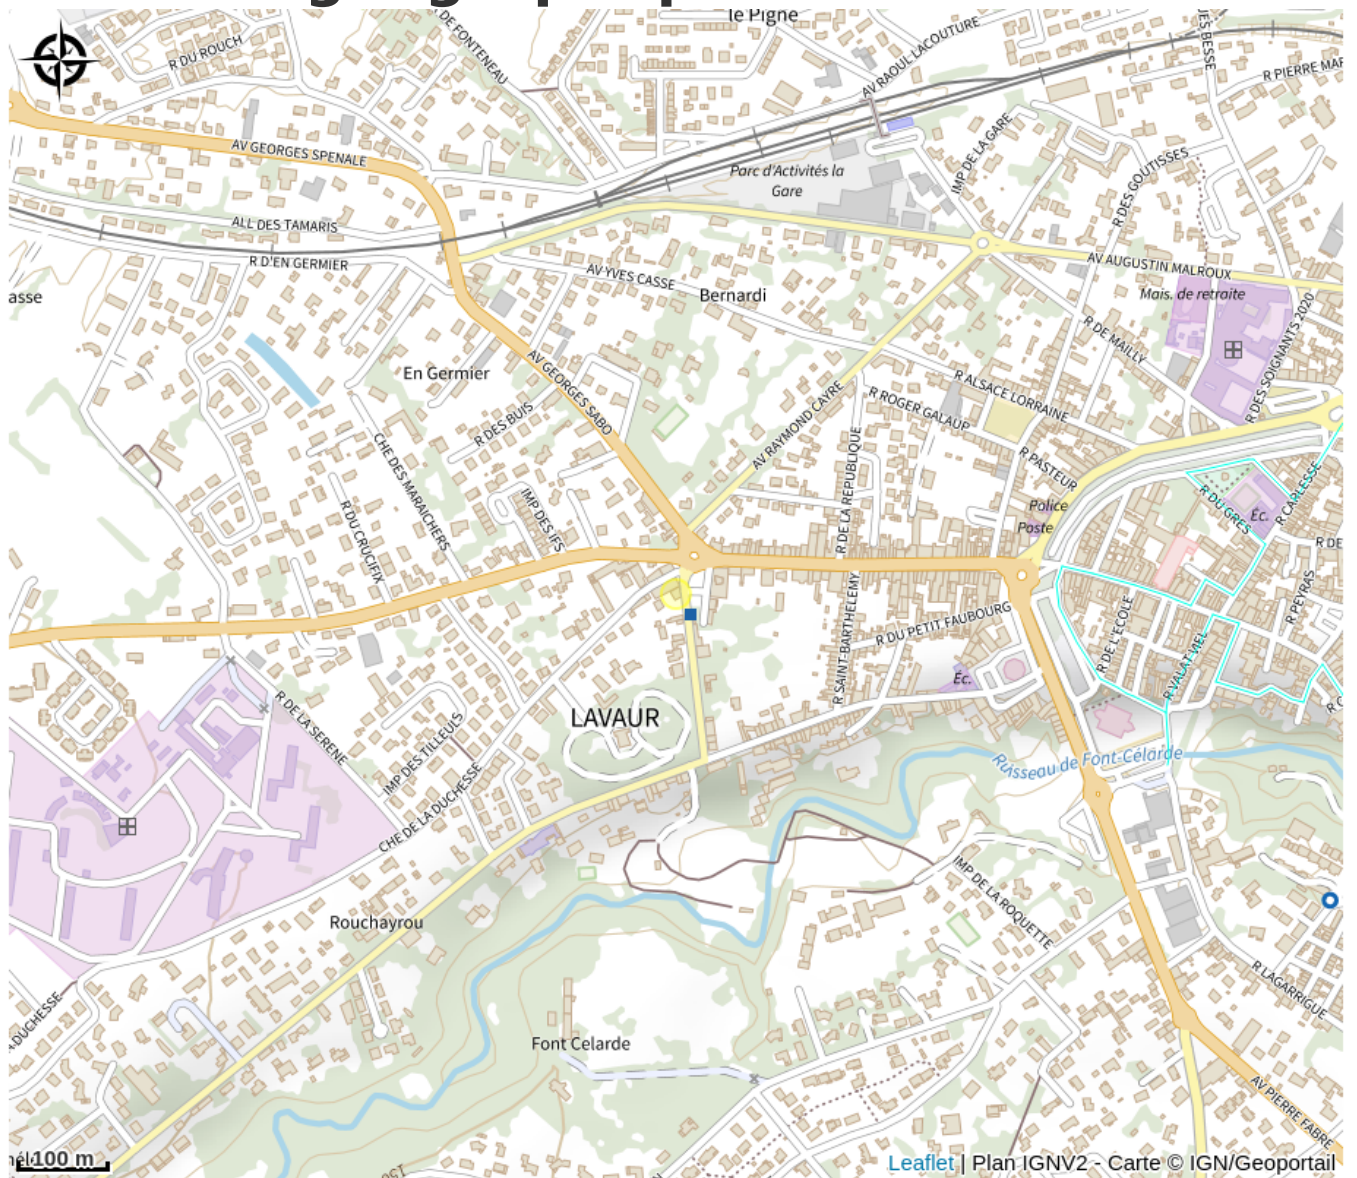 le Pigne
R DU ROUCH
DE FONTENEAU
AV RAOUL LACOUTURE
R PIERRE MAR
AV GEORGES SPENALE
Parc d'Activités la
Gare
IMP DE LA GARE
R DES GOUTISSES
ALL DES TAMARIS
R D'EN GERMIER
AV YVES CASSE
Bernardi
AV AUGUSTIN MALROUX
Mais. de retraite
asse
R DE MAILLY
R DES SOIGNANTS 2020
En Germier
AV GEORGES SABO
R ALSACE LORRAINE
R ROGER GALAUP
AV RAYMOND CAYRE
R DES BUIS
CHE DES MARAICHERS
R DE LA REPUBLIQUE
R PASTEUR
R DU CRUCIFIX
IMP DES IFS
Police
Poste
R DU GRES
Éc.
R CARLESSE
R DE
R PEYRAS
R SAINT-BARTHELEMY
R DU PETIT FAUBOURG
R DE L'ECOLE
R VALAT VIEL
Éc.
LAVAUR
R DE LA SERENE
IMP DES TILLEULS
CHE DE LA DUCHESSE
Ruisseau de Font-Célarde
IMP DE LA ROQUETTE
Rouchayrou
R LAGARRIGUE
DUCHESSE
Font Celarde
AV PIERRE FABRE
100 m
Leaflet | Plan IGNV2 - Carte © IGN/Geoportail